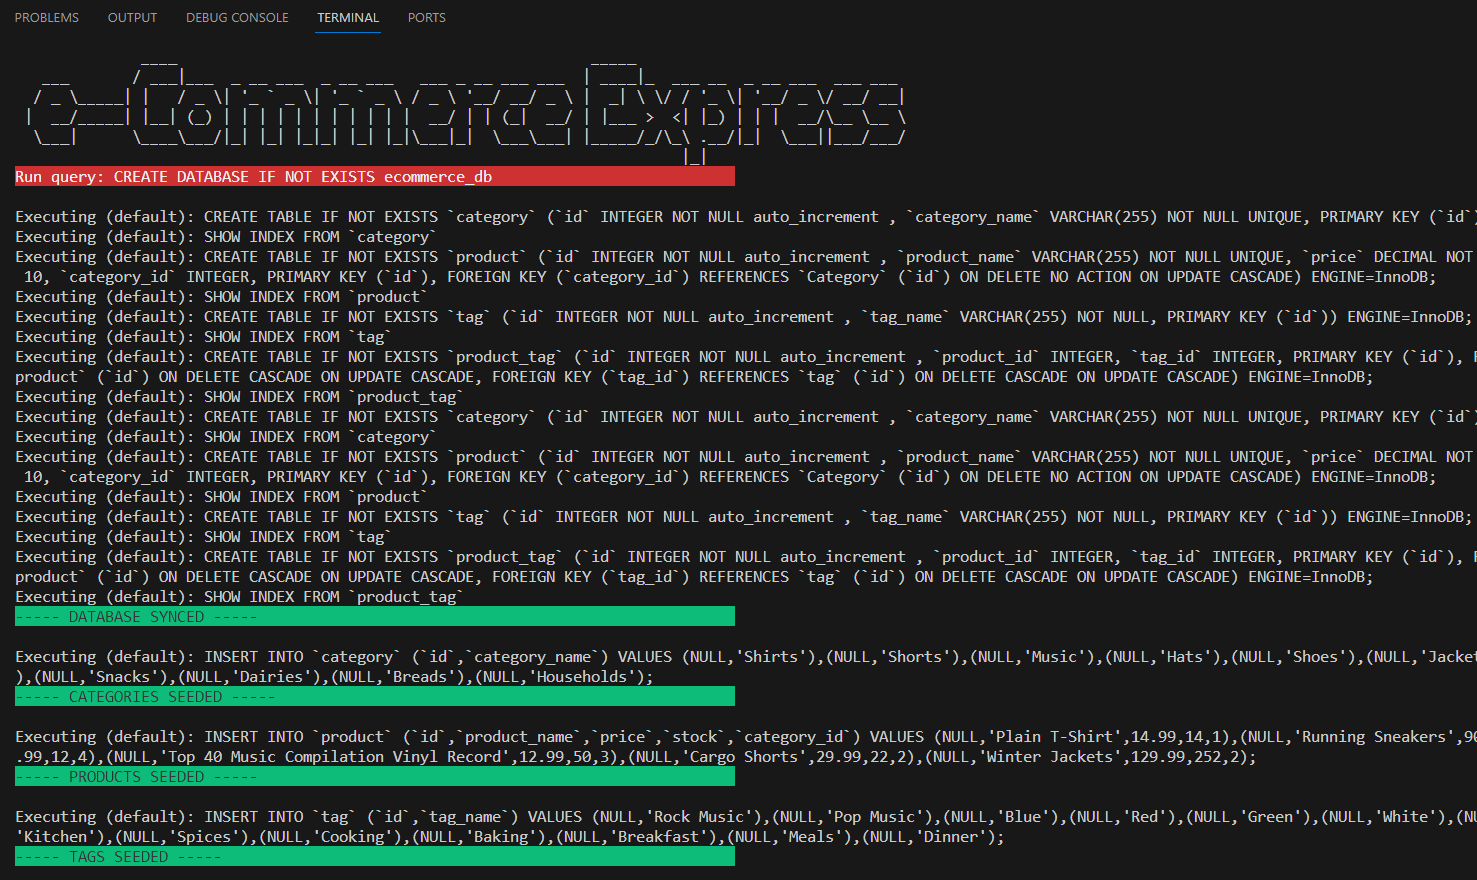 PROBLEMS OUTPUT DEBUG CONSOLE TERMINAL PORTS
e-Commerce Express
Run query: CREATE DATABASE IF NOT EXISTS ecommerce_db
Executing (default): CREATE TABLE IF NOT EXISTS `category` (`id` INTEGER NOT NULL auto_increment , `category_name` VARCHAR(255) NOT NULL UNIQUE, PRIMARY KEY (`id`)
Executing (default): SHOW INDEX FROM `category`
Executing (default): CREATE TABLE IF NOT EXISTS `product` (`id` INTEGER NOT NULL auto_increment , `product_name` VARCHAR(255) NOT NULL UNIQUE, `price` DECIMAL NOT
10, `category_id` INTEGER, PRIMARY KEY (`id`), FOREIGN KEY (`category_id`) REFERENCES `Category` (`id`) ON DELETE NO ACTION ON UPDATE CASCADE) ENGINE=InnoDB;
Executing (default): SHOW INDEX FROM `product`
Executing (default): CREATE TABLE IF NOT EXISTS `tag` (`id` INTEGER NOT NULL auto_increment , `tag_name` VARCHAR(255) NOT NULL, PRIMARY KEY (`id`)) ENGINE=InnoDB;
Executing (default): SHOW INDEX FROM `tag`
Executing (default): CREATE TABLE IF NOT EXISTS `product_tag` (`id` INTEGER NOT NULL auto_increment , `product_id` INTEGER, `tag_id` INTEGER, PRIMARY KEY (`id`),
product` (`id`) ON DELETE CASCADE ON UPDATE CASCADE, FOREIGN KEY (`tag_id`) REFERENCES `tag` (`id`) ON DELETE CASCADE ON UPDATE CASCADE) ENGINE=InnoDB;
Executing (default): SHOW INDEX FROM `product_tag`
Executing (default): CREATE TABLE IF NOT EXISTS `category` (`id` INTEGER NOT NULL auto_increment , `category_name` VARCHAR(255) NOT NULL UNIQUE, PRIMARY KEY (`id`)
Executing (default): SHOW INDEX FROM `category`
Executing (default): CREATE TABLE IF NOT EXISTS `product` (`id` INTEGER NOT NULL auto_increment , `product_name` VARCHAR(255) NOT NULL UNIQUE, `price` DECIMAL NOT
10, `category_id` INTEGER, PRIMARY KEY (`id`), FOREIGN KEY (`category_id`) REFERENCES `Category` (`id`) ON DELETE NO ACTION ON UPDATE CASCADE) ENGINE=InnoDB;
Executing (default): SHOW INDEX FROM `product`
Executing (default): CREATE TABLE IF NOT EXISTS `tag` (`id` INTEGER NOT NULL auto_increment , `tag_name` VARCHAR(255) NOT NULL, PRIMARY KEY (`id`)) ENGINE=InnoDB;
Executing (default): SHOW INDEX FROM `tag`
Executing (default): CREATE TABLE IF NOT EXISTS `product_tag` (`id` INTEGER NOT NULL auto_increment , `product_id` INTEGER, `tag_id` INTEGER, PRIMARY KEY (`id`),
product` (`id`) ON DELETE CASCADE ON UPDATE CASCADE, FOREIGN KEY (`tag_id`) REFERENCES `tag` (`id`) ON DELETE CASCADE ON UPDATE CASCADE) ENGINE=InnoDB;
Executing (default): SHOW INDEX FROM `product_tag`
----- DATABASE SYNCED -----
Executing (default): INSERT INTO `category` (`id`,`category_name`) VALUES (NULL,'Shirts'),(NULL,'Shorts'),(NULL,'Music'),(NULL,'Hats'),(NULL,'Shoes'),(NULL,'Jacket
),(NULL,'Snacks'),(NULL,'Dairies'),(NULL,'Breads'),(NULL,'Households');
----- CATEGORIES SEEDED -----
Executing (default): INSERT INTO `product` (`id`,`product_name`,`price`,`stock`,`category_id`) VALUES (NULL,'Plain T-Shirt',14.99,14,1),(NULL,'Running Sneakers',90
.99,12,4),(NULL,'Top 40 Music Compilation Vinyl Record',12.99,50,3),(NULL,'Cargo Shorts',29.99,22,2),(NULL,'Winter Jackets',129.99,252,2);
----- PRODUCTS SEEDED -----
Executing (default): INSERT INTO `tag` (`id`,`tag_name`) VALUES (NULL,'Rock Music'),(NULL,'Pop Music'),(NULL,'Blue'),(NULL,'Red'),(NULL,'Green'),(NULL,'White'),
'Kitchen'),(NULL,'Spices'),(NULL,'Cooking'),(NULL,'Baking'),(NULL,'Breakfast'),(NULL,'Meals'),(NULL,'Dinner');
----- TAGS SEEDED -----